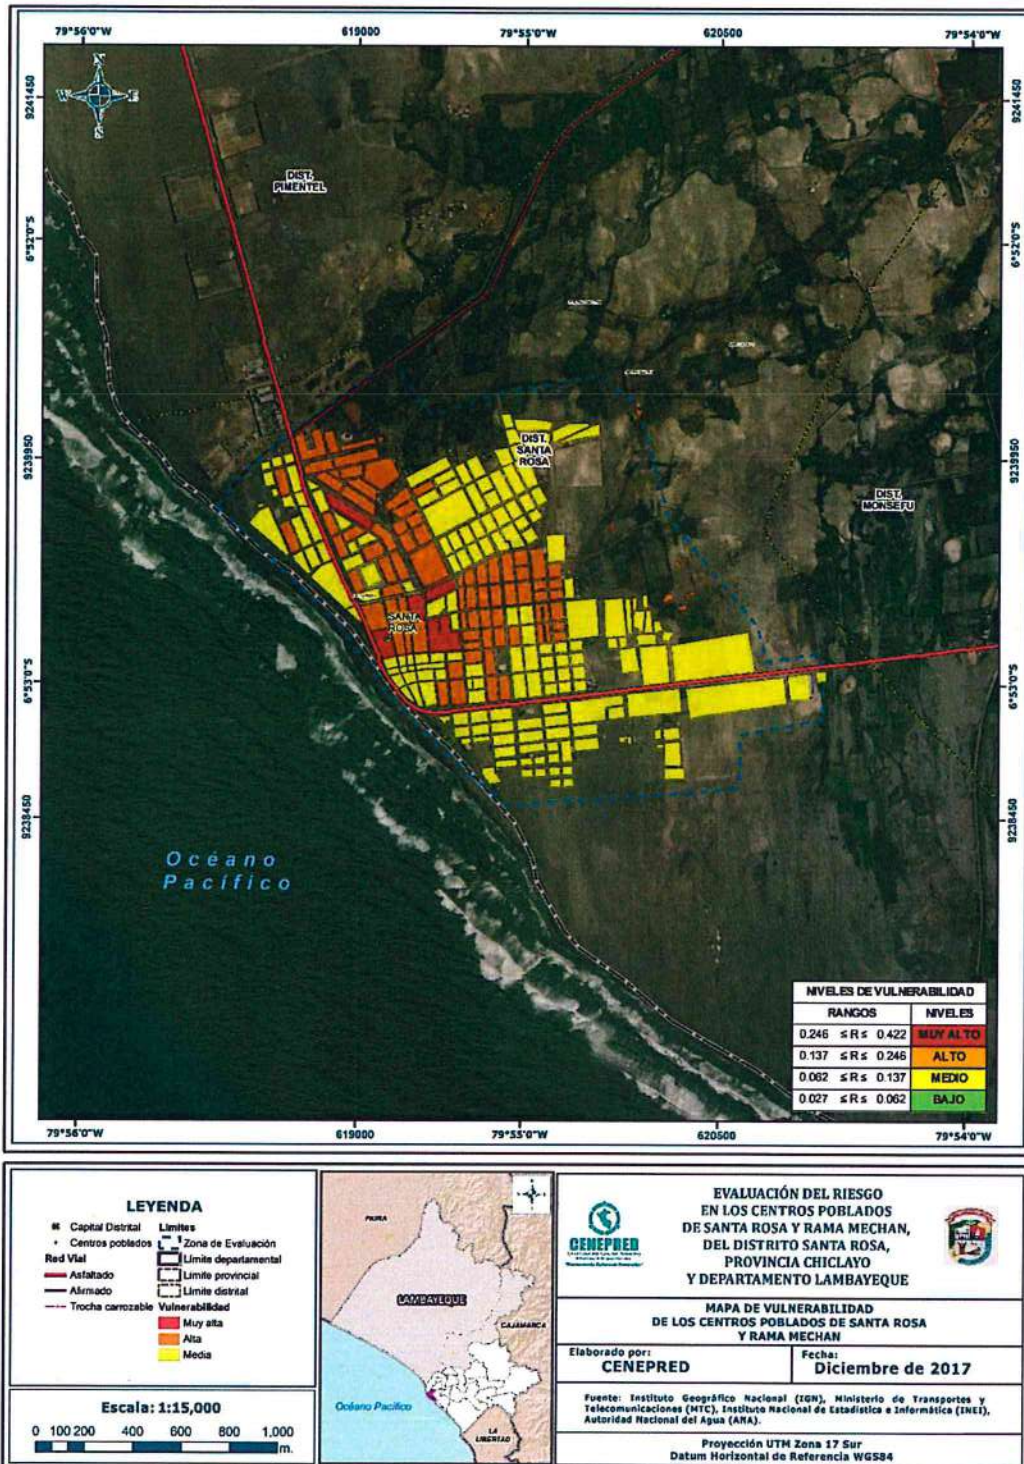 79°56'0"W 619000 79°55'0"W 620500 79°54'0"W
9241450
9241450
N
W E
DIST.
PIMENTEL
6°52'0"S
6°52'0"S
9239950
9239950
DIST.
SANTA
ROSA
DIST.
MONSEFU
SANTA
ROSA
6°53'0"S
6°53'0"S
9238450
9238450
Océano
Pacífico
NIVELES DE VULNERABILIDAD
RANGOS NIVELES
0.246 ≤R≤ 0.422 MUY ALTO
0.137 ≤R≤ 0.246 ALTO
0.062 ≤R≤ 0.137 MEDIO
0.027 ≤R≤ 0.062 BAJO
79°56'0"W 619000 79°55'0"W 620500 79°54'0"W
LEYENDA
Capital Distrital
Centros poblados
Red Vial
Asfaltado
Afirmado
Trocha carrozable
Limites
Zona de Evaluación
Limite departamental
Limite provincial
Limite distrital
Vulnerabilidad
Muy alta
Alta
Media
Escala: 1:15,000
0 100 200 400 600 800 1,000
m.
PIURA
LAMBAYEQUE
CAJAMARCA
Océano Pacífico
LA
LIBERTAD
CENEPRED
EVALUACIÓN DEL RIESGO
EN LOS CENTROS POBLADOS
DE SANTA ROSA Y RAMA MECHAN,
DEL DISTRITO SANTA ROSA,
PROVINCIA CHICLAYO
Y DEPARTAMENTO LAMBAYEQUE
MAPA DE VULNERABILIDAD
DE LOS CENTROS POBLADOS DE SANTA ROSA
Y RAMA MECHAN
Elaborado por:
CENEPRED
Fecha:
Diciembre de 2017
Fuente: Instituto Geográfico Nacional (IGN), Ministerio de Transportes y
Telecomunicaciones (MTC), Instituto Nacional de Estadística e Informática (INEI),
Autoridad Nacional del Agua (ANA).
Proyección UTM Zona 17 Sur
Datum Horizontal de Referencia WGS84